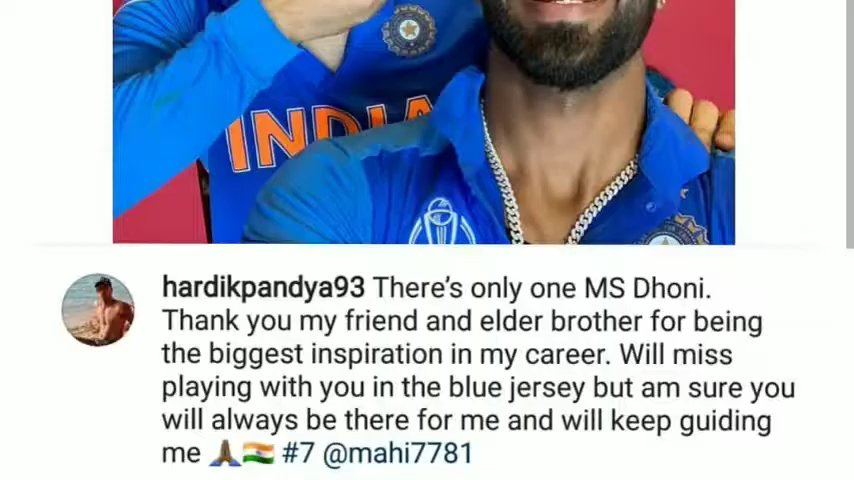 INDIA
hardikpandya93 There's only one MS Dhoni.
Thank you my friend and elder brother for being
the biggest inspiration in my career. Will miss
playing with you in the blue jersey but am sure you
will always be there for me and will keep guiding
me 🙏🏾🇮🇳 #7 @mahi7781